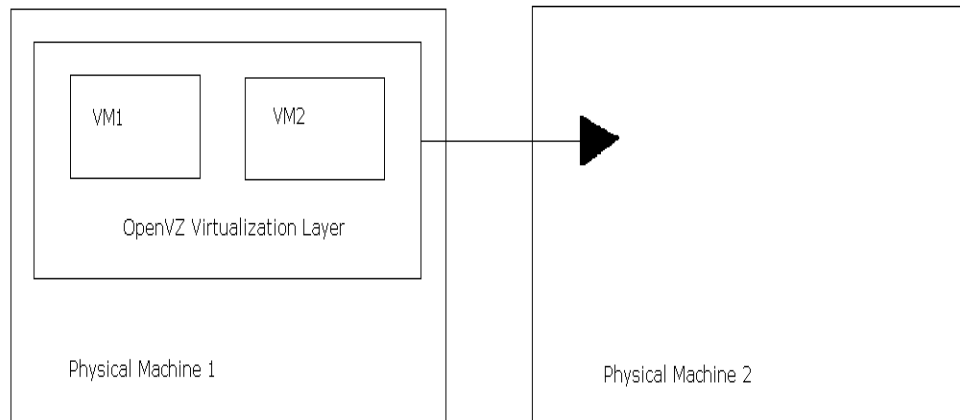 VM1
VM2
OpenVZ Virtualization Layer
Physical Machine 1
Physical Machine 2